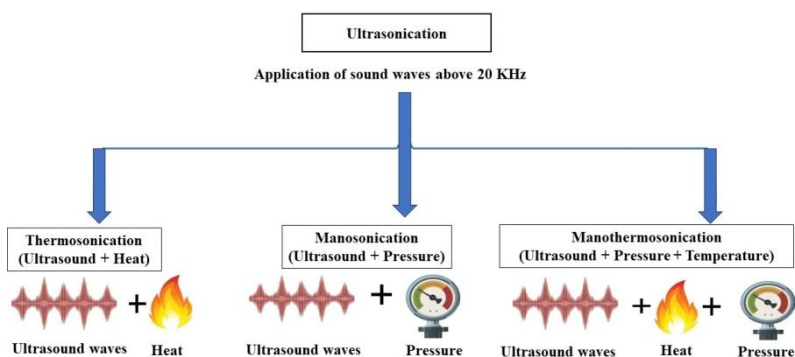 Ultrasonication
Application of sound waves above 20 KHz
Thermosonication
(Ultrasound + Heat)
Manosonication
(Ultrasound + Pressure)
Manothermosonication
(Ultrasound + Pressure + Temperature)
+
+
+
+
Ultrasound waves
Heat
Ultrasound waves
Pressure
Ultrasound waves
Heat
Pressure